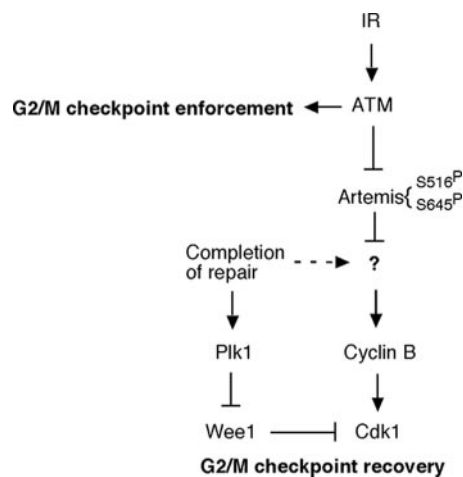 IR
G2/M checkpoint enforcement
ATM
Artemis{
S516P
S645P
Completion
of repair
?
Plk1
Cyclin B
Wee1
Cdk1
G2/M checkpoint recovery